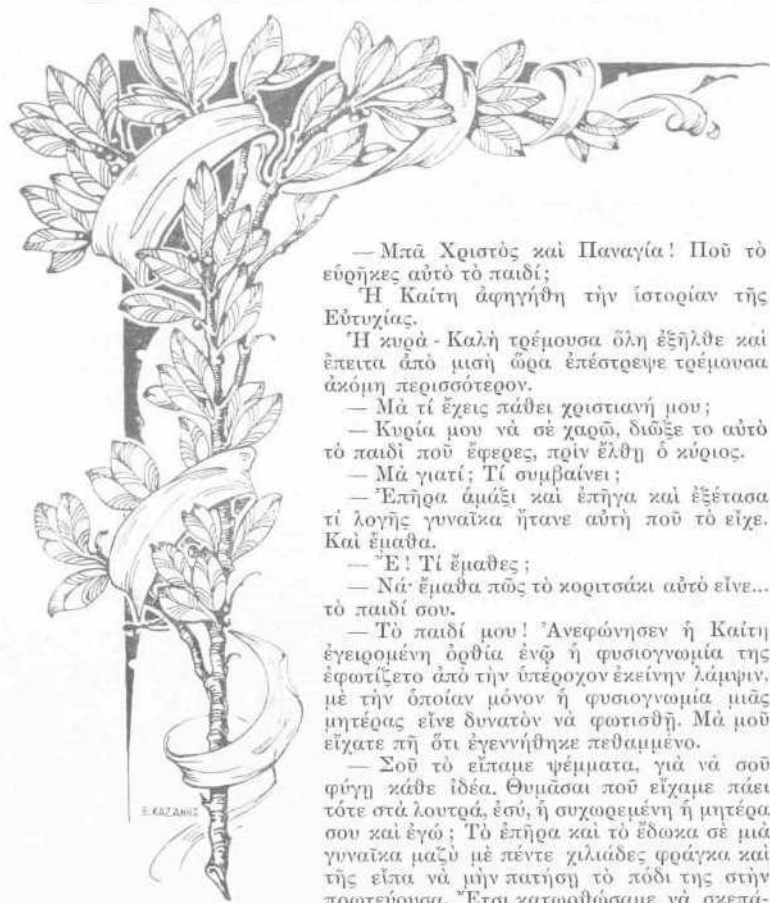 — Μπᾶ Χριστὸς καὶ Παναγία! Ποῦ τὸ
εὑρῆκες αὐτὸ τὸ παιδί;
Ἡ Καίτη ἀφηγήθη τὴν ἱστορίαν τῆς
Εὐτυχίας.
Ἡ κυρὰ - Καλὴ τρέμουσα ὅλη ἐξῆλθε καὶ
ἔπειτα ἀπὸ μισὴ ὥρα ἐπέστρεψε τρέμουσα
ἀκόμη περισσότερον.
— Μὰ τί ἔχεις πάθει χριστιανή μου;
— Κυρία μου νὰ σὲ χαρῶ, διῶξε το αὐτὸ
τὸ παιδὶ ποῦ ἔφερες, πρὶν ἔλθῃ ὁ κύριος.
— Μὰ γιατί; Τί συμβαίνει;
— Ἐπῆρα ἁμάξι καὶ ἐπῆγα καὶ ἐξέτασα
τί λογῆς γυναῖκα ἤτανε αὐτὴ ποῦ τὸ εἶχε.
Καὶ ἔμαθα.
— Ἔ! Τί ἔμαθες;
— Νά· ἔμαθα πῶς τὸ κοριτσάκι αὐτὸ εἶνε...
τὸ παιδί σου.
— Τὸ παιδί μου! Ἀνεφώνησεν ἡ Καίτη
ἐγειρομένη ὀρθία ἐνῷ ἡ φυσιογνωμία της
ἐφωτίζετο ἀπὸ τὴν ὑπέροχον ἐκείνην λάμψιν,
μὲ τὴν ὁποίαν μόνον ἡ φυσιογνωμία μιᾶς
μητέρας εἶνε δυνατὸν νὰ φωτισθῇ. Μὰ μοῦ
εἴχατε πῆ ὅτι ἐγεννήθηκε πεθαμμένο.
— Σοῦ τὸ εἴπαμε ψέμματα, γιὰ νὰ σοῦ
φύγῃ κάθε ἰδέα. Θυμᾶσαι ποῦ εἴχαμε πάει
τότε στὰ λουτρά, ἐσύ, ἡ συχωρεμένη ἡ μητέρα
σου καὶ ἐγώ; Τὸ ἐπῆρα καὶ τὸ ἔδωκα σὲ μιὰ
γυναῖκα μαζὺ μὲ πέντε χιλιάδες φράγκα καὶ
τῆς εἶπα νὰ μὴν πατήσῃ τὸ πόδι της στὴν
πρωτεύουσα. Ἔτσι κατωρθώσαμε νὰ σκεπά-
Ε. ΚΑΖΑΝΗΣ